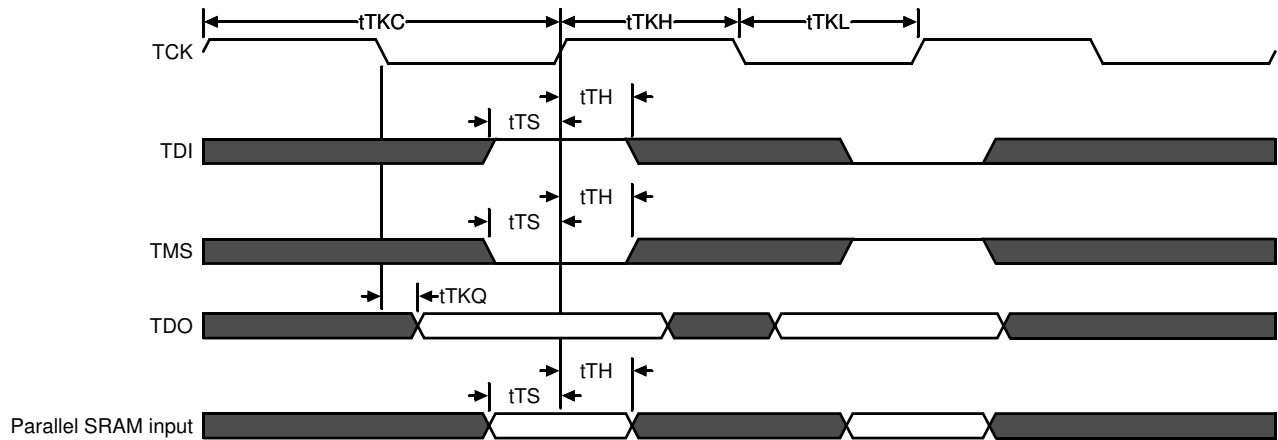 tTKC tTKH tTKL
TCK
tTH
tTS
TDI
tTH
tTS
TMS
tTKQ
TDO
tTH
tTS
Parallel SRAM input